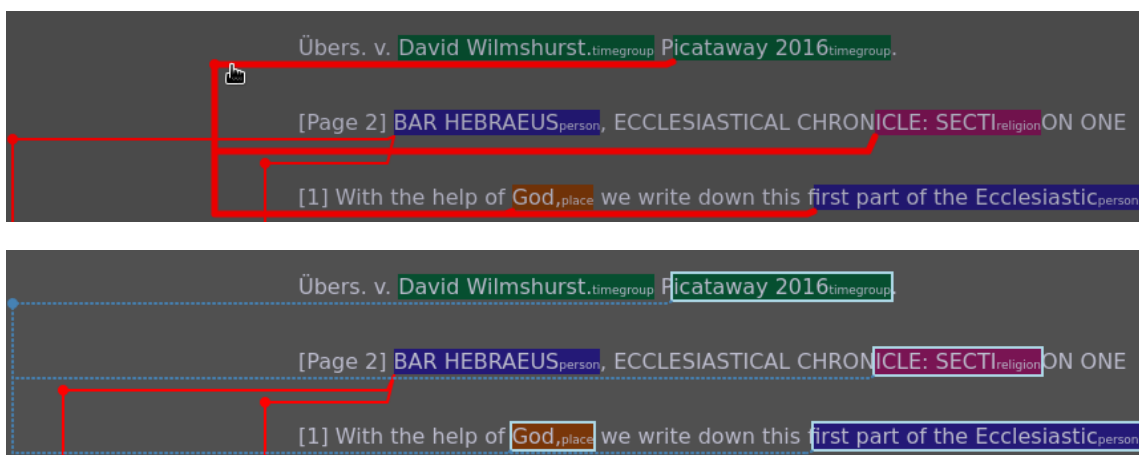 Übers. v. David Wilmshurst.timegroup Picataway 2016timegroup.
[Page 2] BAR HEBRAEUSperson, ECCLESIASTICAL CHRONICLE: SECTIreligionON ONE
[1] With the help of God,place we write down this first part of the Ecclesiasticperson
Übers. v. David Wilmshurst.timegroup Picataway 2016timegroup.
[Page 2] BAR HEBRAEUSperson, ECCLESIASTICAL CHRONICLE: SECTIreligionON ONE
[1] With the help of God,place we write down this first part of the Ecclesiasticperson